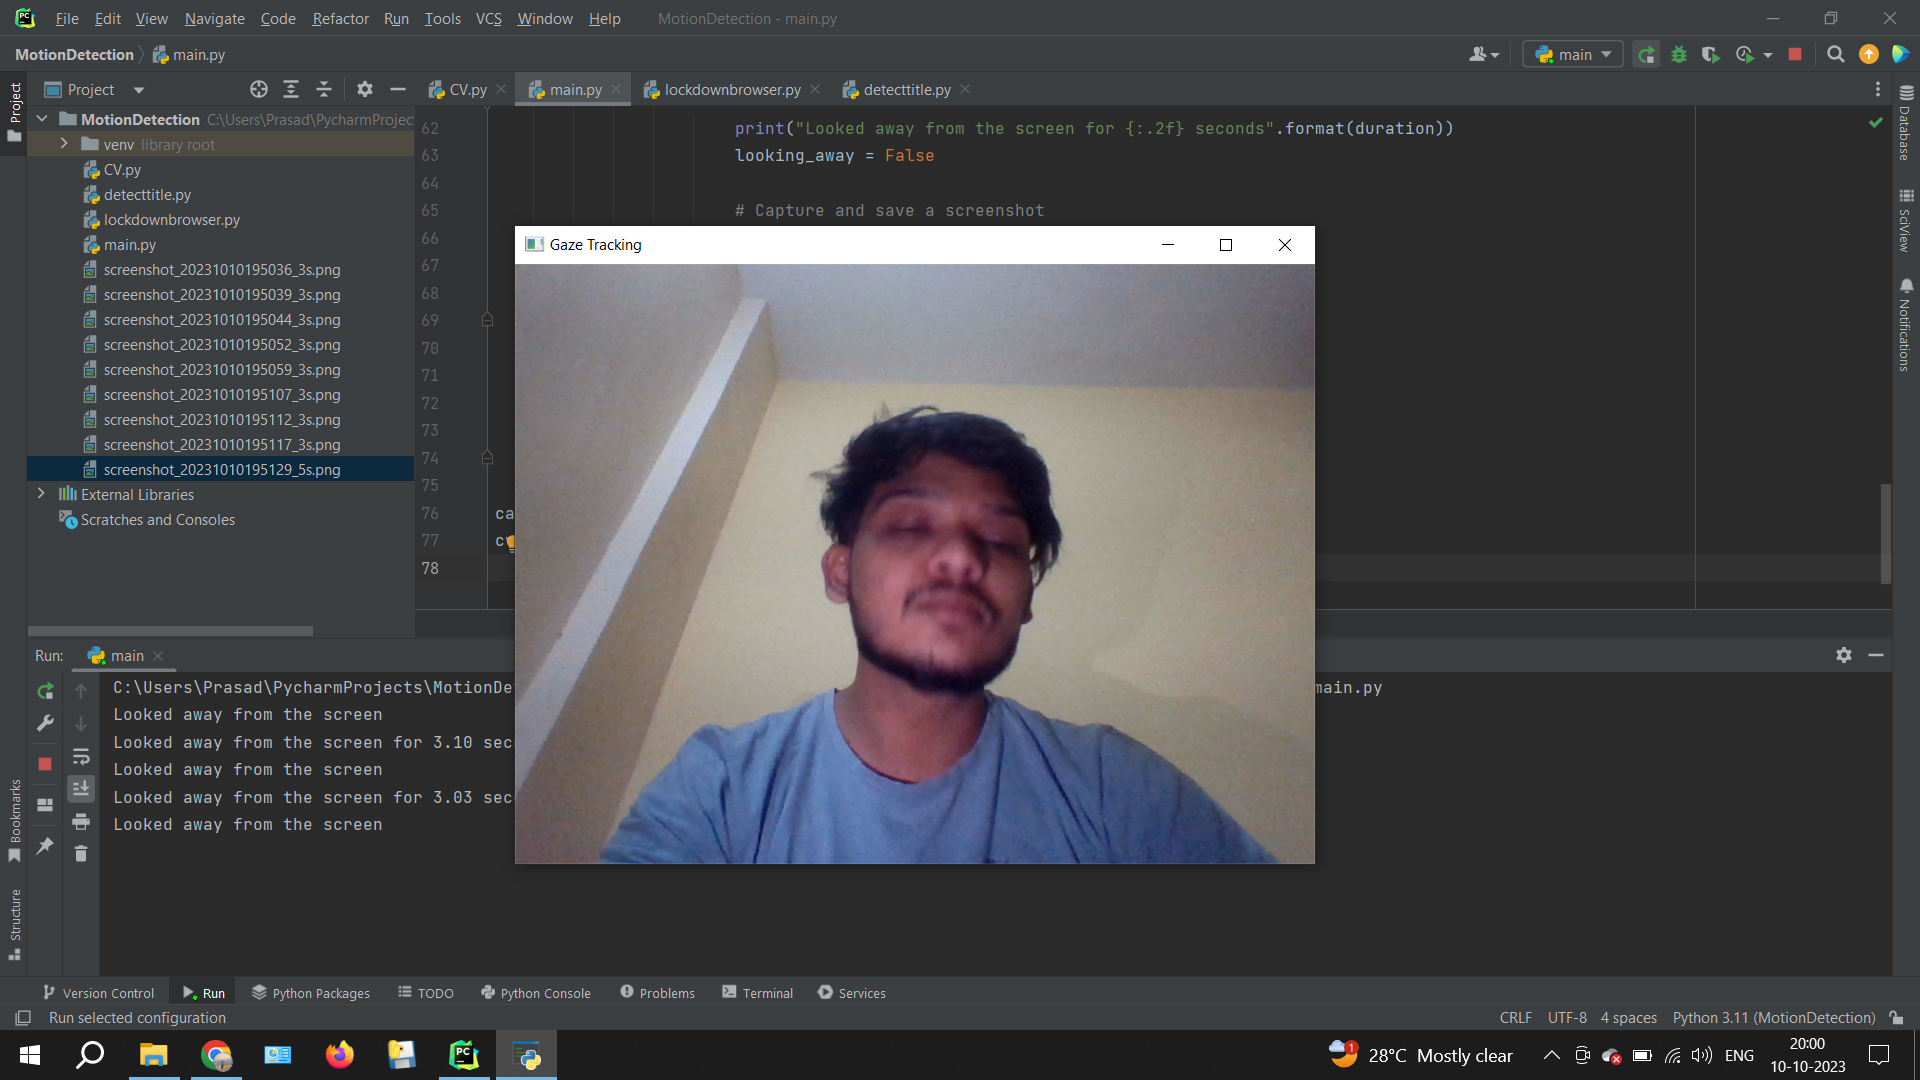 File Edit View Navigate Code Refactor Run Tools VCS Window Help MotionDetection - main.py
MotionDetection main.py main
Project CV.py main.py lockdownbrowser.py detecttitle.py
Project
MotionDetection C:\Users\Prasad\PycharmProjec
venv library root
CV.py
detecttitle.py
lockdownbrowser.py
main.py
screenshot_20231010195036_3s.png
screenshot_20231010195039_3s.png
screenshot_20231010195044_3s.png
screenshot_20231010195052_3s.png
screenshot_20231010195059_3s.png
screenshot_20231010195107_3s.png
screenshot_20231010195112_3s.png
screenshot_20231010195117_3s.png
screenshot_20231010195129_5s.png
External Libraries
Scratches and Consoles
62 print("Looked away from the screen for {:.2f} seconds".format(duration))
63 looking_away = False
64
65 # Capture and save a screenshot
66
67
68
69
70
71
72
73
74
75
76 ca
77 c
78
Gaze Tracking
Database
SciView
Notifications
Run: main
C:\Users\Prasad\PycharmProjects\MotionDe main.py
Looked away from the screen
Looked away from the screen for 3.10 sec
Looked away from the screen
Looked away from the screen for 3.03 sec
Looked away from the screen
Bookmarks
Structure
Version Control Run Python Packages TODO Python Console Problems Terminal Services
Run selected configuration CRLF UTF-8 4 spaces Python 3.11 (MotionDetection)
1 28°C Mostly clear ENG 20:00
10-10-2023